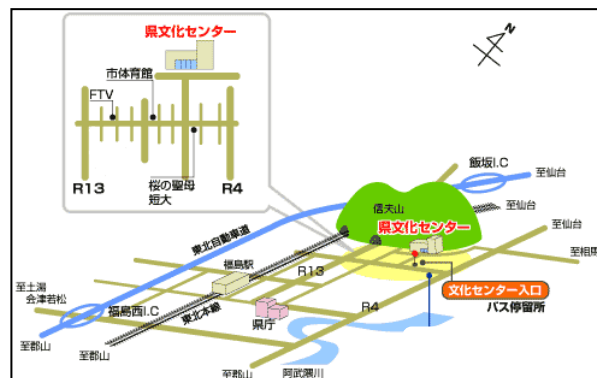 県文化センター
市体育館
FTV
R13
桜の聖母
短大
R4
N
飯坂I.C
至仙台
至仙台
至仙台
信夫山
県文化センター
至相馬
東北自動車道
福島駅
R13
文化センター入口
バス停留所
至土湯
会津若松
福島西I.C
東北本線
県庁
R4
至郡山
至郡山
至郡山
阿武隈川